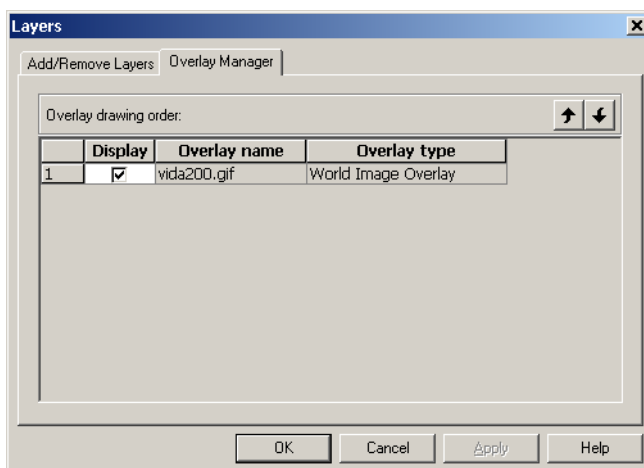 Layers
Add/Remove Layers Overlay Manager
Overlay drawing order:
Display Overlay name Overlay type
1 vida200.gif World Image Overlay
OK Cancel Apply Help